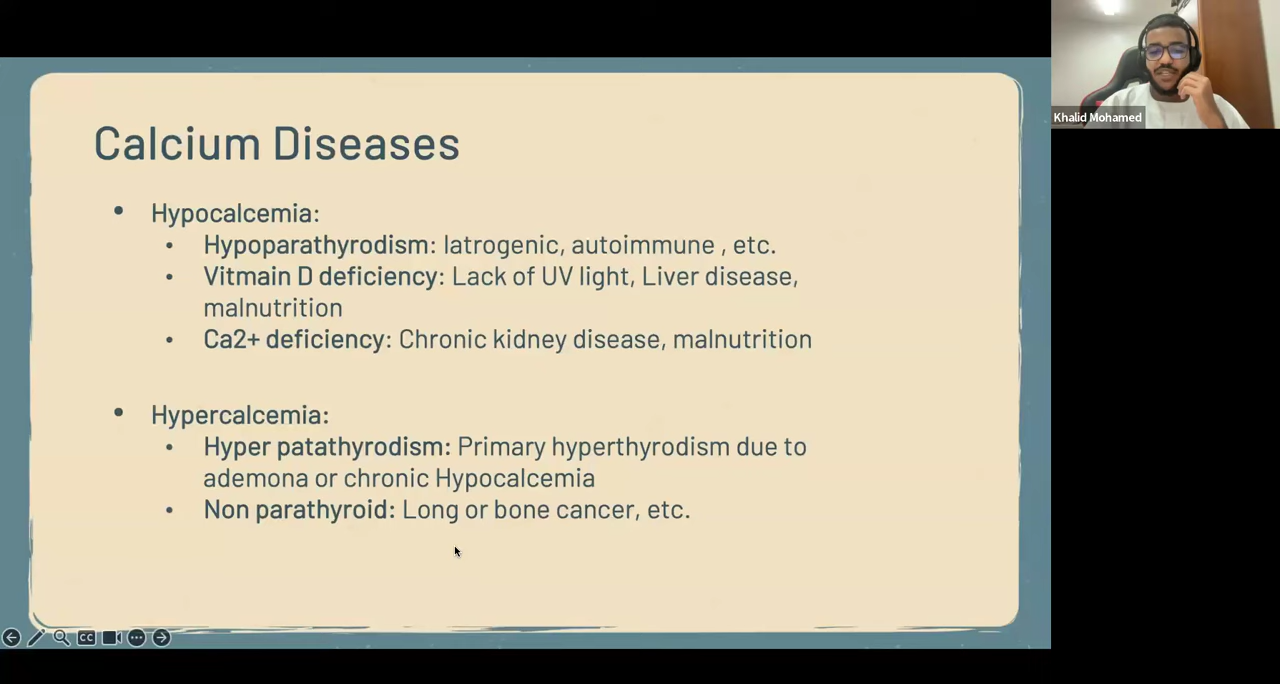 Calcium Diseases
• Hypocalcemia:
• Hypoparathyrodism: Iatrogenic, autoimmune , etc.
• Vitmain D deficiency: Lack of UV light, Liver disease,
malnutrition
• Ca2+ deficiency: Chronic kidney disease, malnutrition
• Hypercalcemia:
• Hyper patathyrodism: Primary hyperthyrodism due to
ademona or chronic Hypocalcemia
• Non parathyroid: Long or bone cancer, etc.
CC
Khalid Mohamed